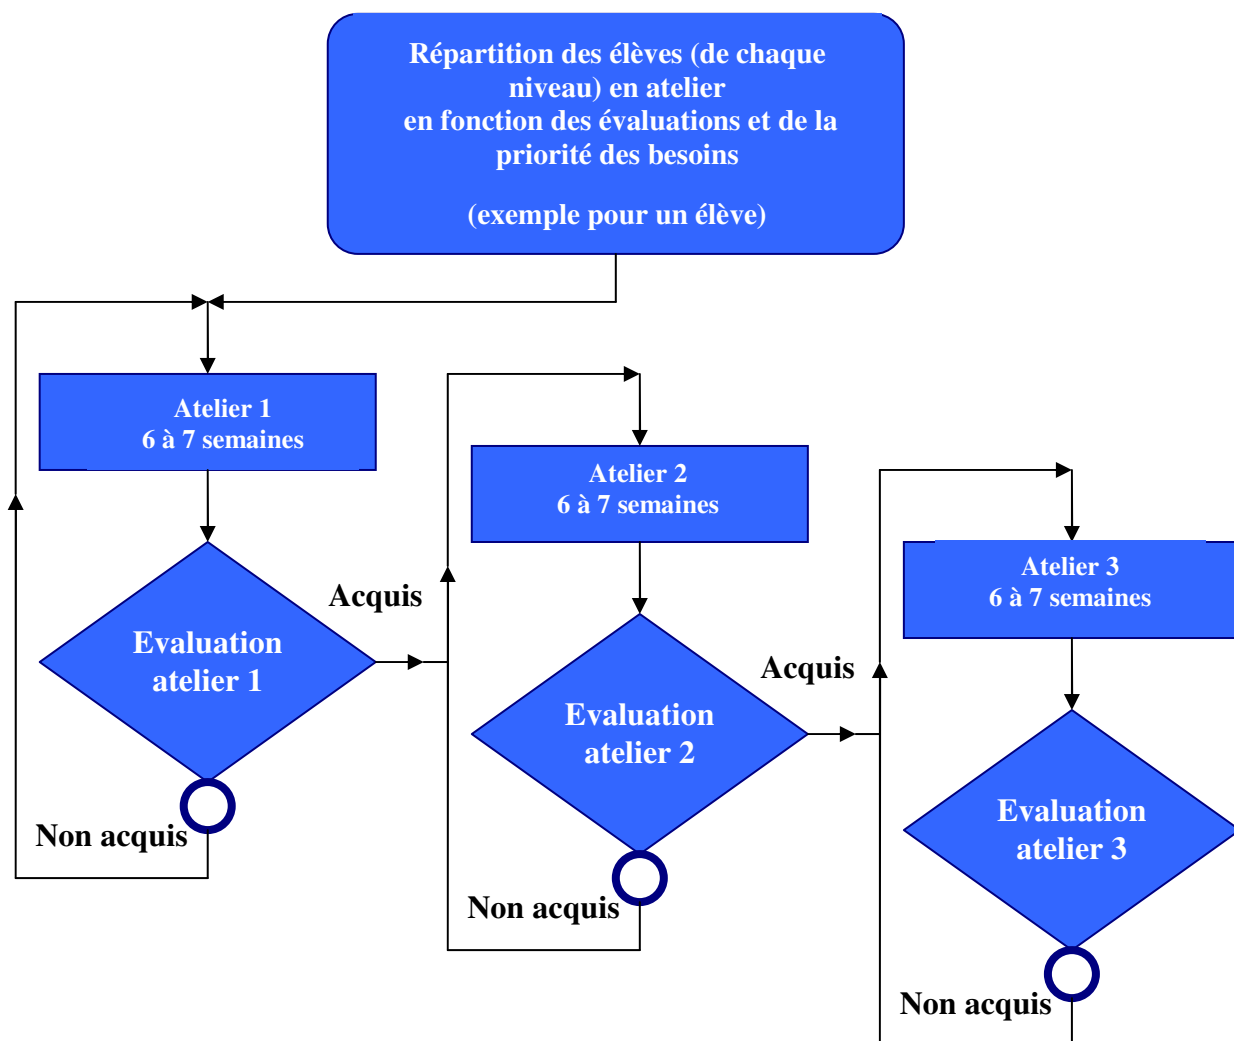 Répartition des élèves (de chaque
niveau) en atelier
en fonction des évaluations et de la
priorité des besoins
(exemple pour un élève)
Atelier 1
6 à 7 semaines
Evaluation
atelier 1
Acquis
Non acquis
Atelier 2
6 à 7 semaines
Evaluation
atelier 2
Acquis
Non acquis
Atelier 3
6 à 7 semaines
Evaluation
atelier 3
Non acquis